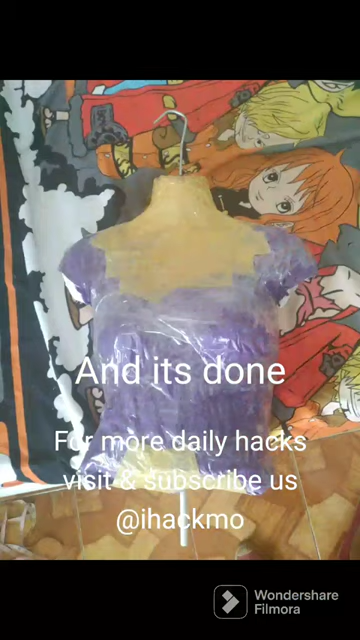 And its done
For more daily hacks
visit & subscribe us
@ihackmo
Wondershare
Filmora